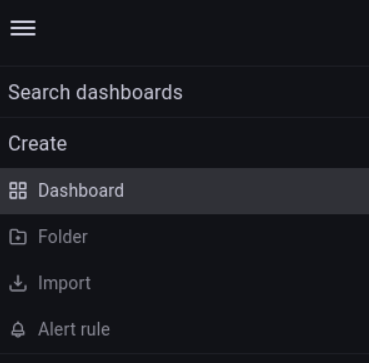 Search dashboards
Create
Dashboard
Folder
Import
Alert rule